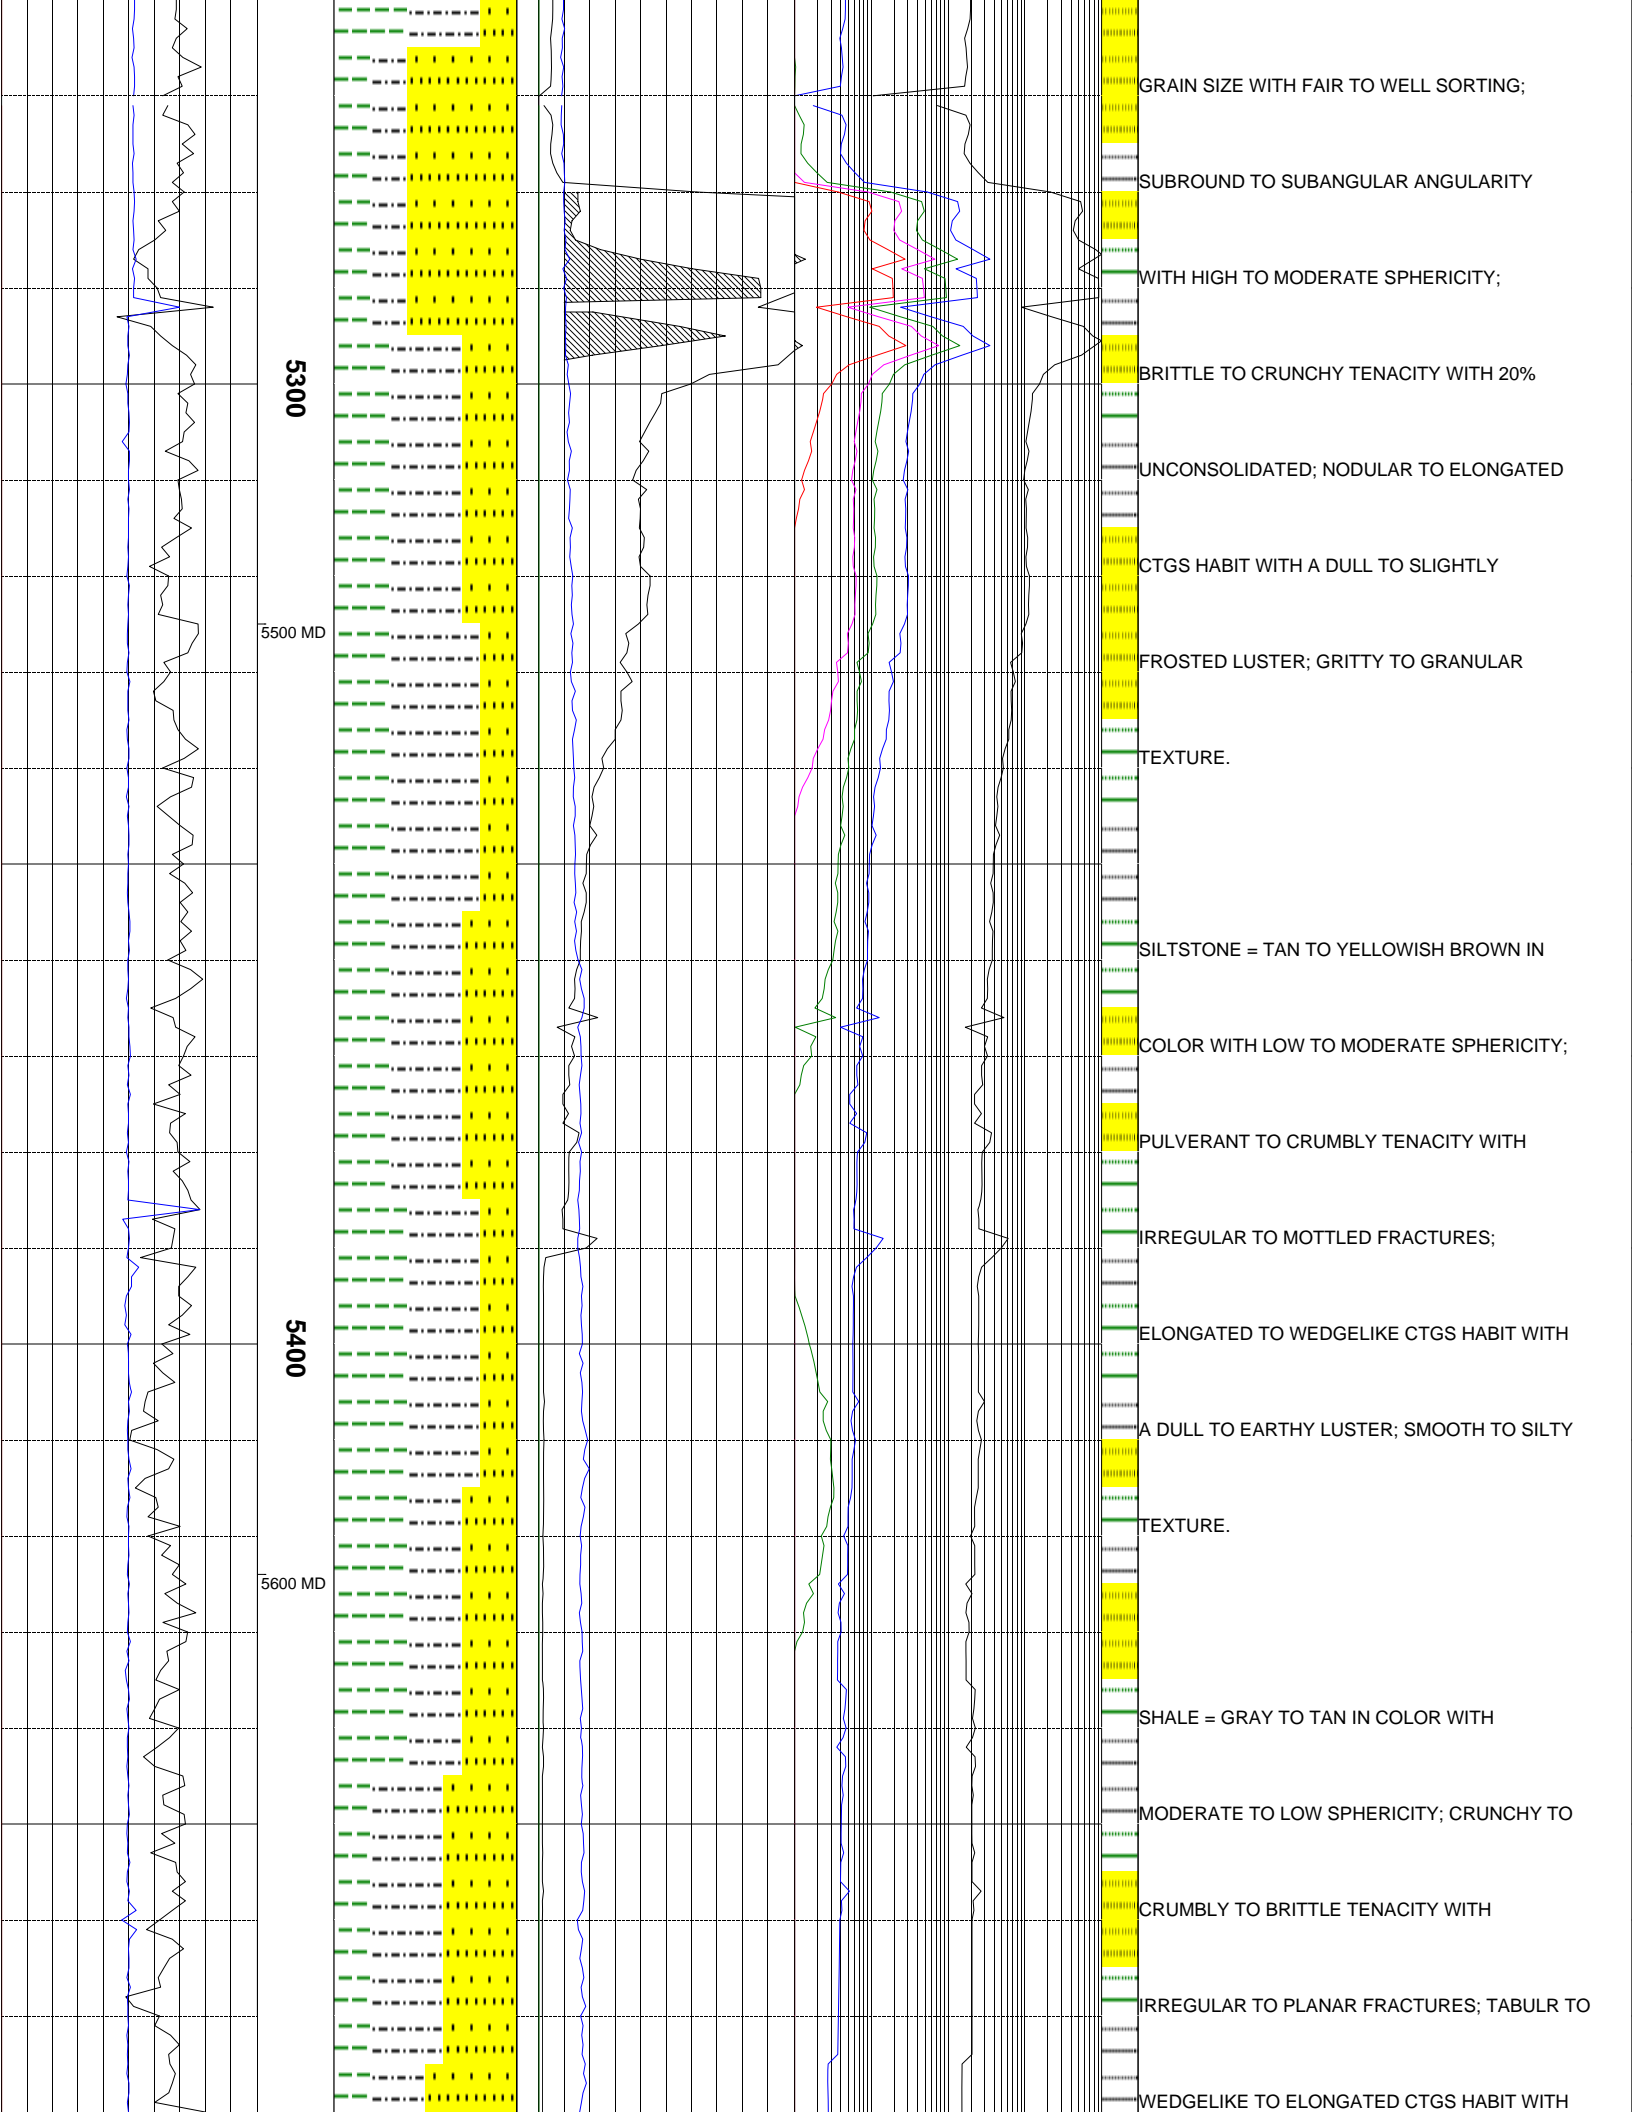 GRAIN SIZE WITH FAIR TO WELL SORTING;
SUBROUND TO SUBANGULAR ANGULARITY
WITH HIGH TO MODERATE SPHERICITY;
5300
BRITTLE TO CRUNCHY TENACITY WITH 20%
UNCONSOLIDATED; NODULAR TO ELONGATED
CTGS HABIT WITH A DULL TO SLIGHTLY
5500 MD
FROSTED LUSTER; GRITTY TO GRANULAR
TEXTURE.
SILTSTONE = TAN TO YELLOWISH BROWN IN
COLOR WITH LOW TO MODERATE SPHERICITY;
PULVERANT TO CRUMBLY TENACITY WITH
IRREGULAR TO MOTTLED FRACTURES;
5400
ELONGATED TO WEDGELIKE CTGS HABIT WITH
A DULL TO EARTHY LUSTER; SMOOTH TO SILTY
TEXTURE.
5600 MD
SHALE = GRAY TO TAN IN COLOR WITH
MODERATE TO LOW SPHERICITY; CRUNCHY TO
CRUMBLY TO BRITTLE TENACITY WITH
IRREGULAR TO PLANAR FRACTURES; TABULR TO
WEDGELIKE TO ELONGATED CTGS HABIT WITH